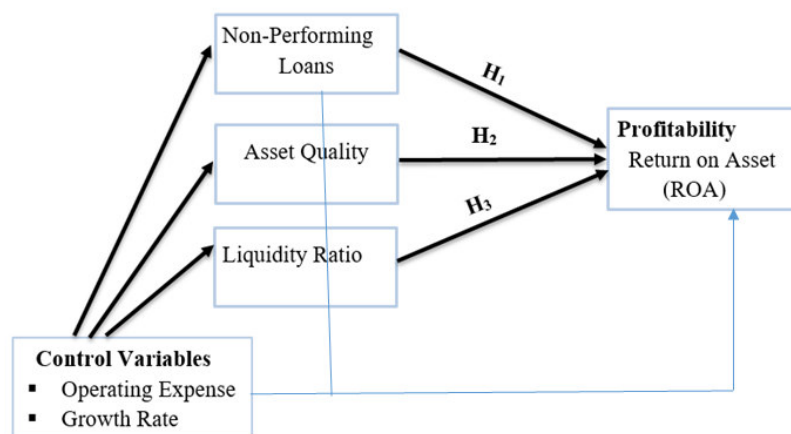 Non-Performing
Loans
H1
Asset Quality
H2
Liquidity Ratio
H3
Profitability
Return on Asset
(ROA)
Control Variables
▪ Operating Expense
▪ Growth Rate